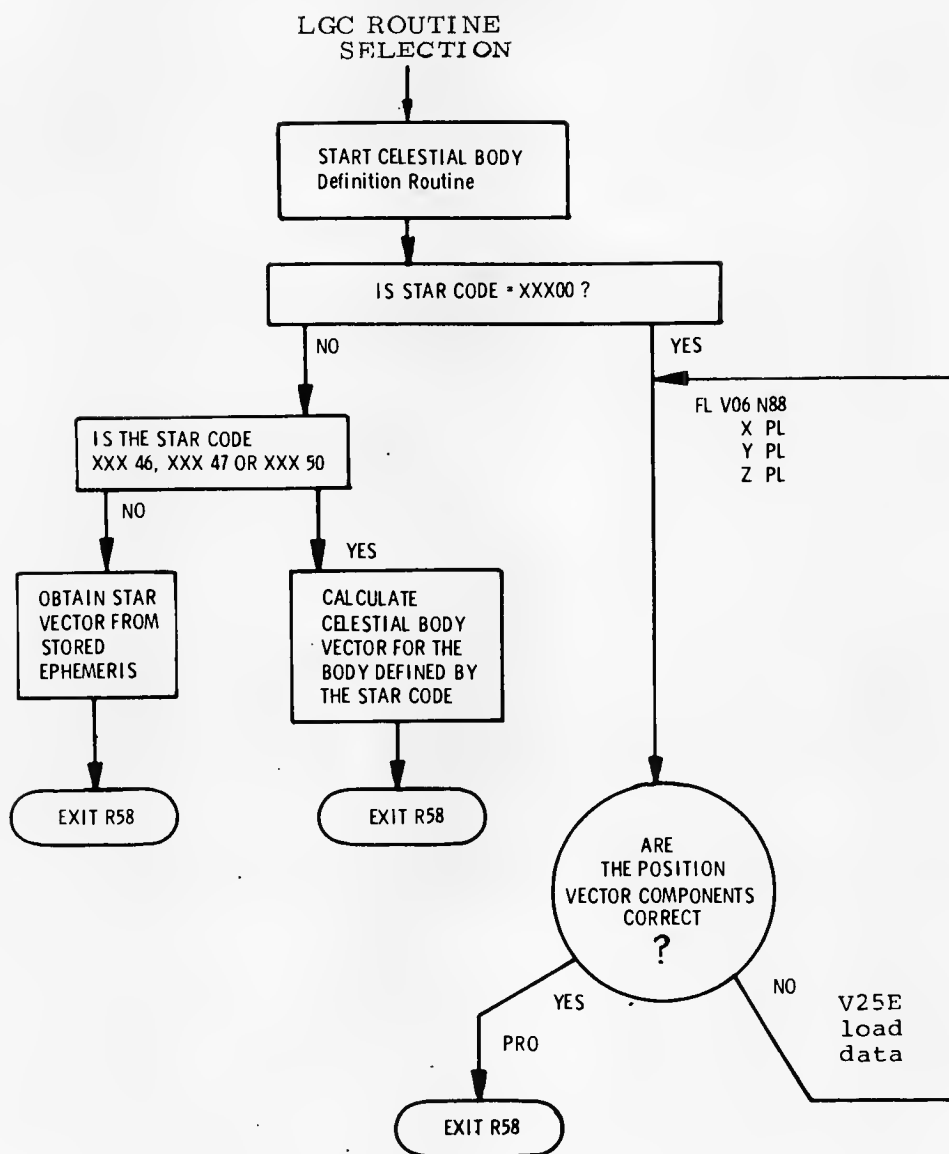 LGC ROUTINE
SELECTION
START CELESTIAL BODY
Definition Routine
IS STAR CODE = XXX00 ?
NO
YES
FL V06 N88
X PL
Y PL
Z PL
IS THE STAR CODE
XXX 46, XXX 47 OR XXX 50
NO
YES
OBTAIN STAR
VECTOR FROM
STORED
EPHEMERIS
CALCULATE
CELESTIAL BODY
VECTOR FOR THE
BODY DEFINED BY
THE STAR CODE
EXIT R58
EXIT R58
ARE
THE POSITION
VECTOR COMPONENTS
CORRECT
?
YES
NO
PRO
V25E
load
data
EXIT R58